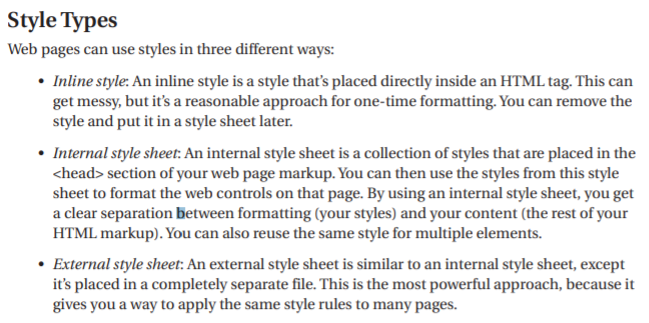 Style Types
Web pages can use styles in three different ways:
• Inline style: An inline style is a style that’s placed directly inside an HTML tag. This can
get messy, but it’s a reasonable approach for one-time formatting. You can remove the
style and put it in a style sheet later.
• Internal style sheet: An internal style sheet is a collection of styles that are placed in the
<head> section of your web page markup. You can then use the styles from this style
sheet to format the web controls on that page. By using an internal style sheet, you get
a clear separation between formatting (your styles) and your content (the rest of your
HTML markup). You can also reuse the same style for multiple elements.
• External style sheet: An external style sheet is similar to an internal style sheet, except
it’s placed in a completely separate file. This is the most powerful approach, because it
gives you a way to apply the same style rules to many pages.